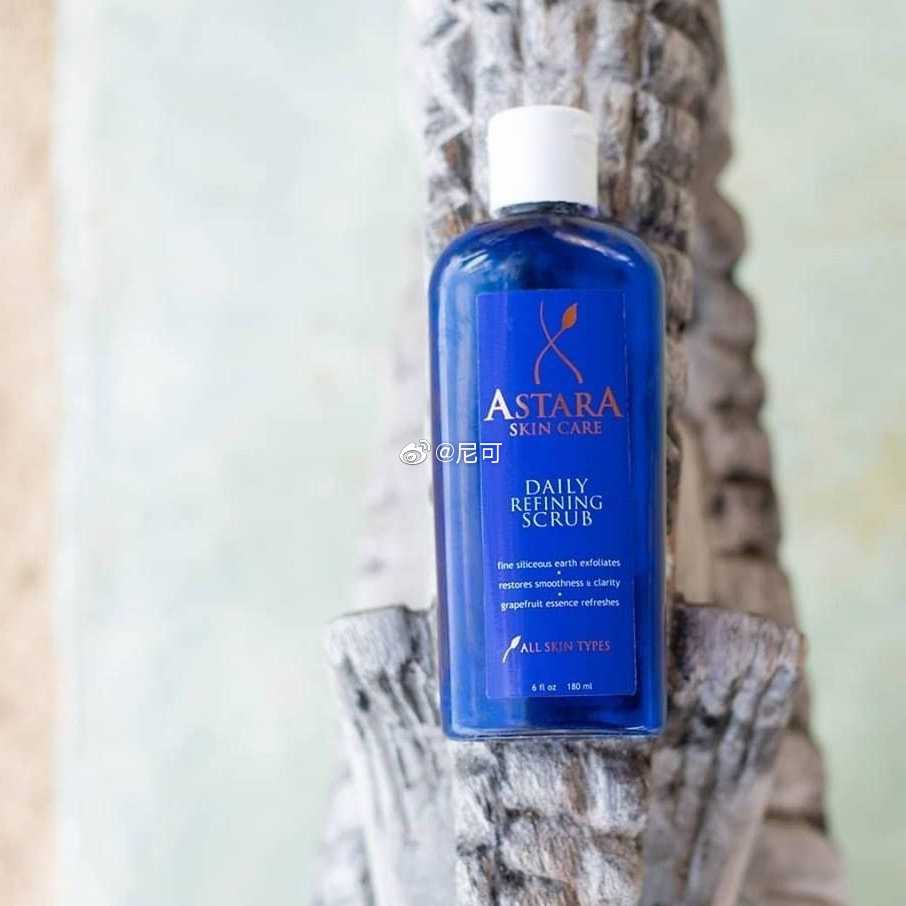 ASTARA
SKIN CARE
@尼可
DAILY
REFINING
SCRUB
fine siliceous earth exfoliates
restores smoothness & clarity
grapefruit essence refreshes
ALL SKIN TYPES
6 fl oz 180 ml